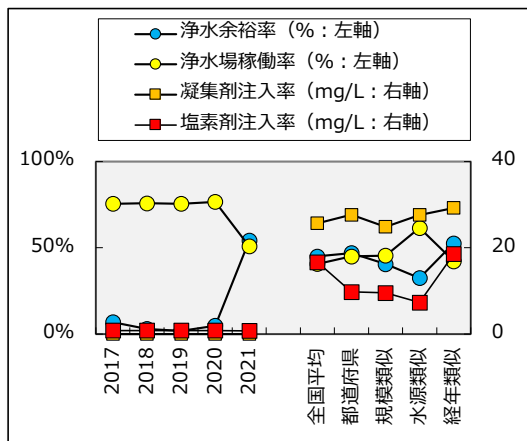 浄水余裕率（%：左軸）
浄水場稼働率（%：左軸）
凝集剤注入率（mg/L：右軸）
塩素剤注入率（mg/L：右軸）
100%
50%
0%
40
20
0
2017
2018
2019
2020
2021
全国平均
都道府県
規模類似
水源類似
経年類似